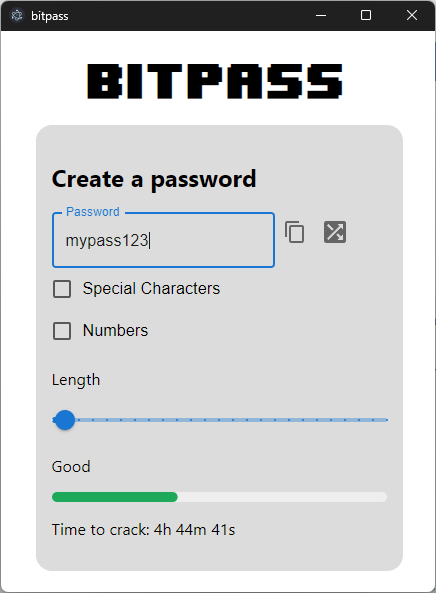 bitpass
BITPASS
Create a password
Password
mypass123
Special Characters
Numbers
Length
Good
Time to crack: 4h 44m 41s